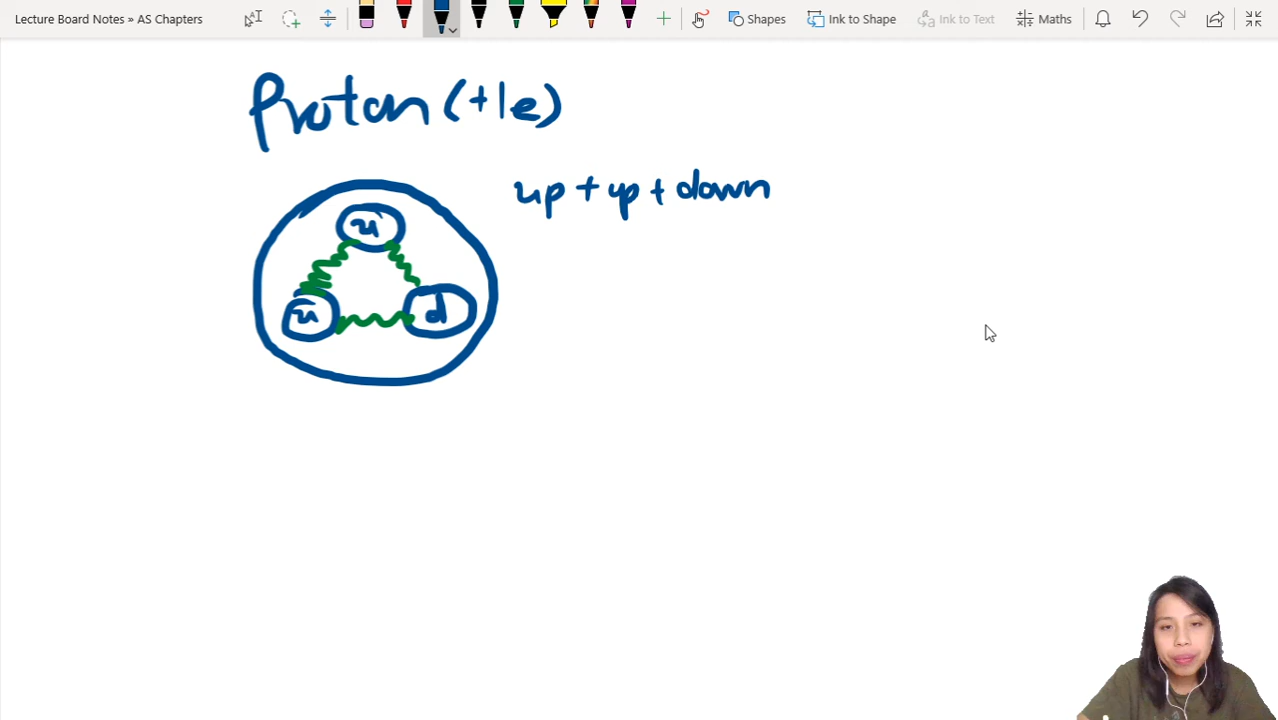 Lecture Board Notes » AS Chapters
Shapes
Ink to Shape
Ink to Text
Maths
Proton (+1e)
up + up + down
u
u
d